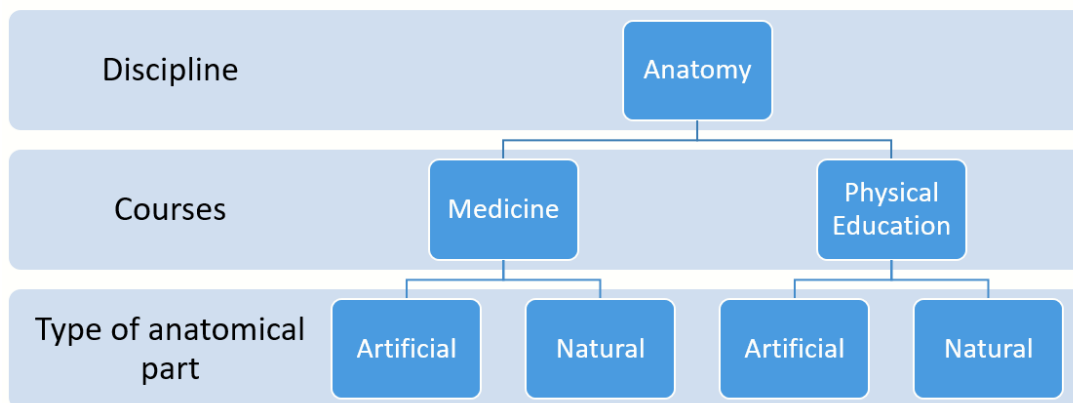 Discipline
Anatomy
Courses
Medicine
Physical
Education
Type of anatomical
part
Artificial
Natural
Artificial
Natural